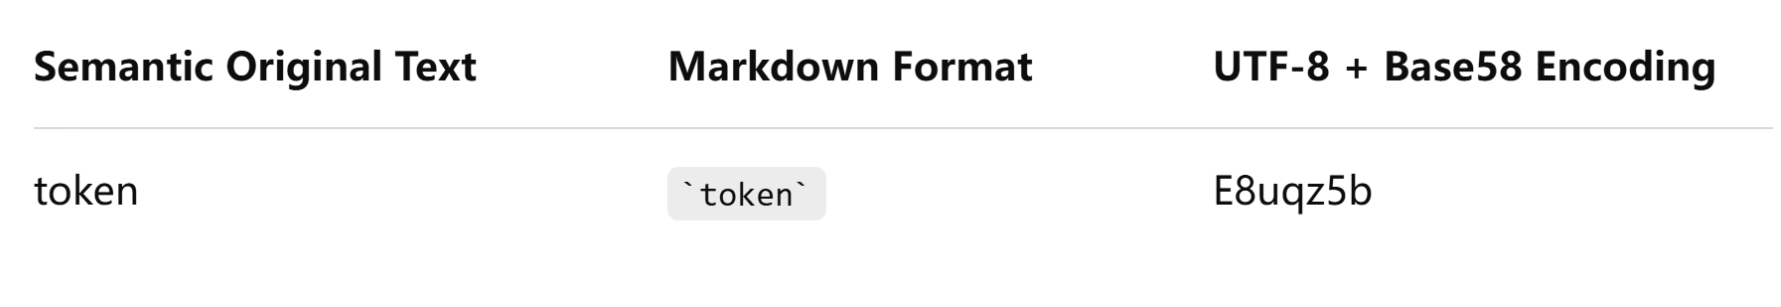 Semantic Original Text Markdown Format UTF-8 + Base58 Encoding
token `token` E8uqz5b